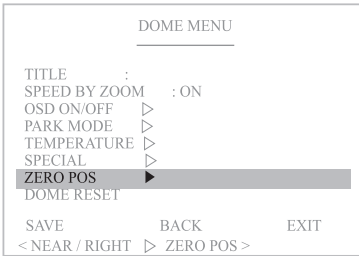 DOME MENU
TITLE :
SPEED BY ZOOM : ON
OSD ON/OFF ▷
PARK MODE ▷
TEMPERATURE ▷
SPECIAL ▷
ZERO POS ▶
DOME RESET
SAVE BACK EXIT
< NEAR / RIGHT ▷ ZERO POS >